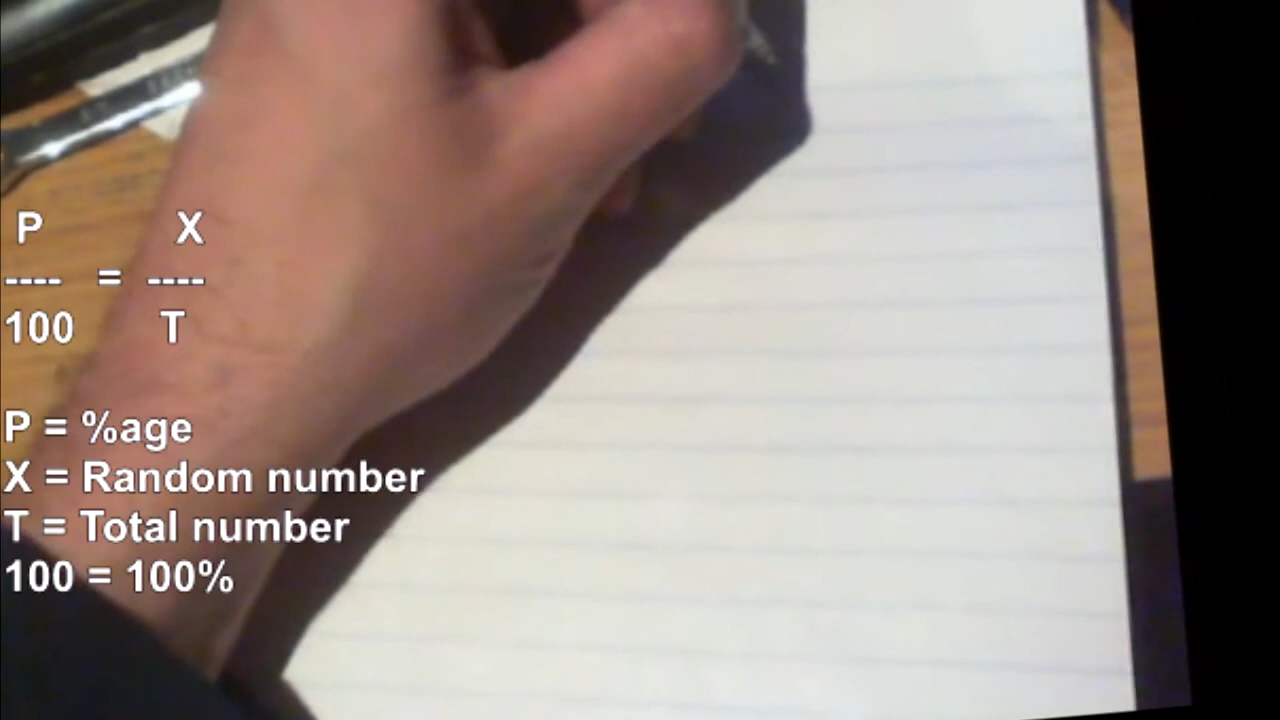 P X
---- = ----
100 T
P = %age
X = Random number
T = Total number
100 = 100%